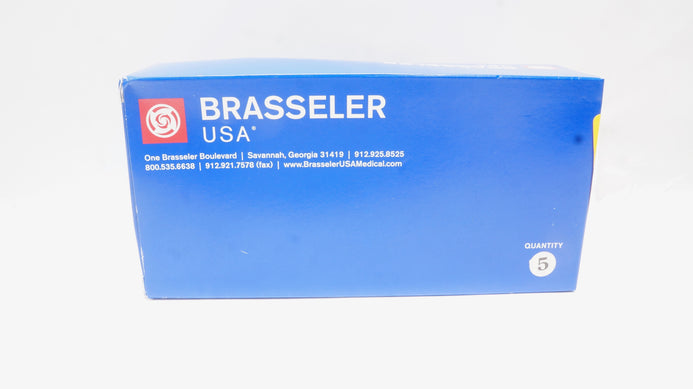 BRASSELER
USA®
One Brasseler Boulevard | Savannah, Georgia 31419 | 912.925.8525
800.535.6638 | 912.921.7578 (fax) | www.BrasselerUSAMedical.com
QUANTITY
5